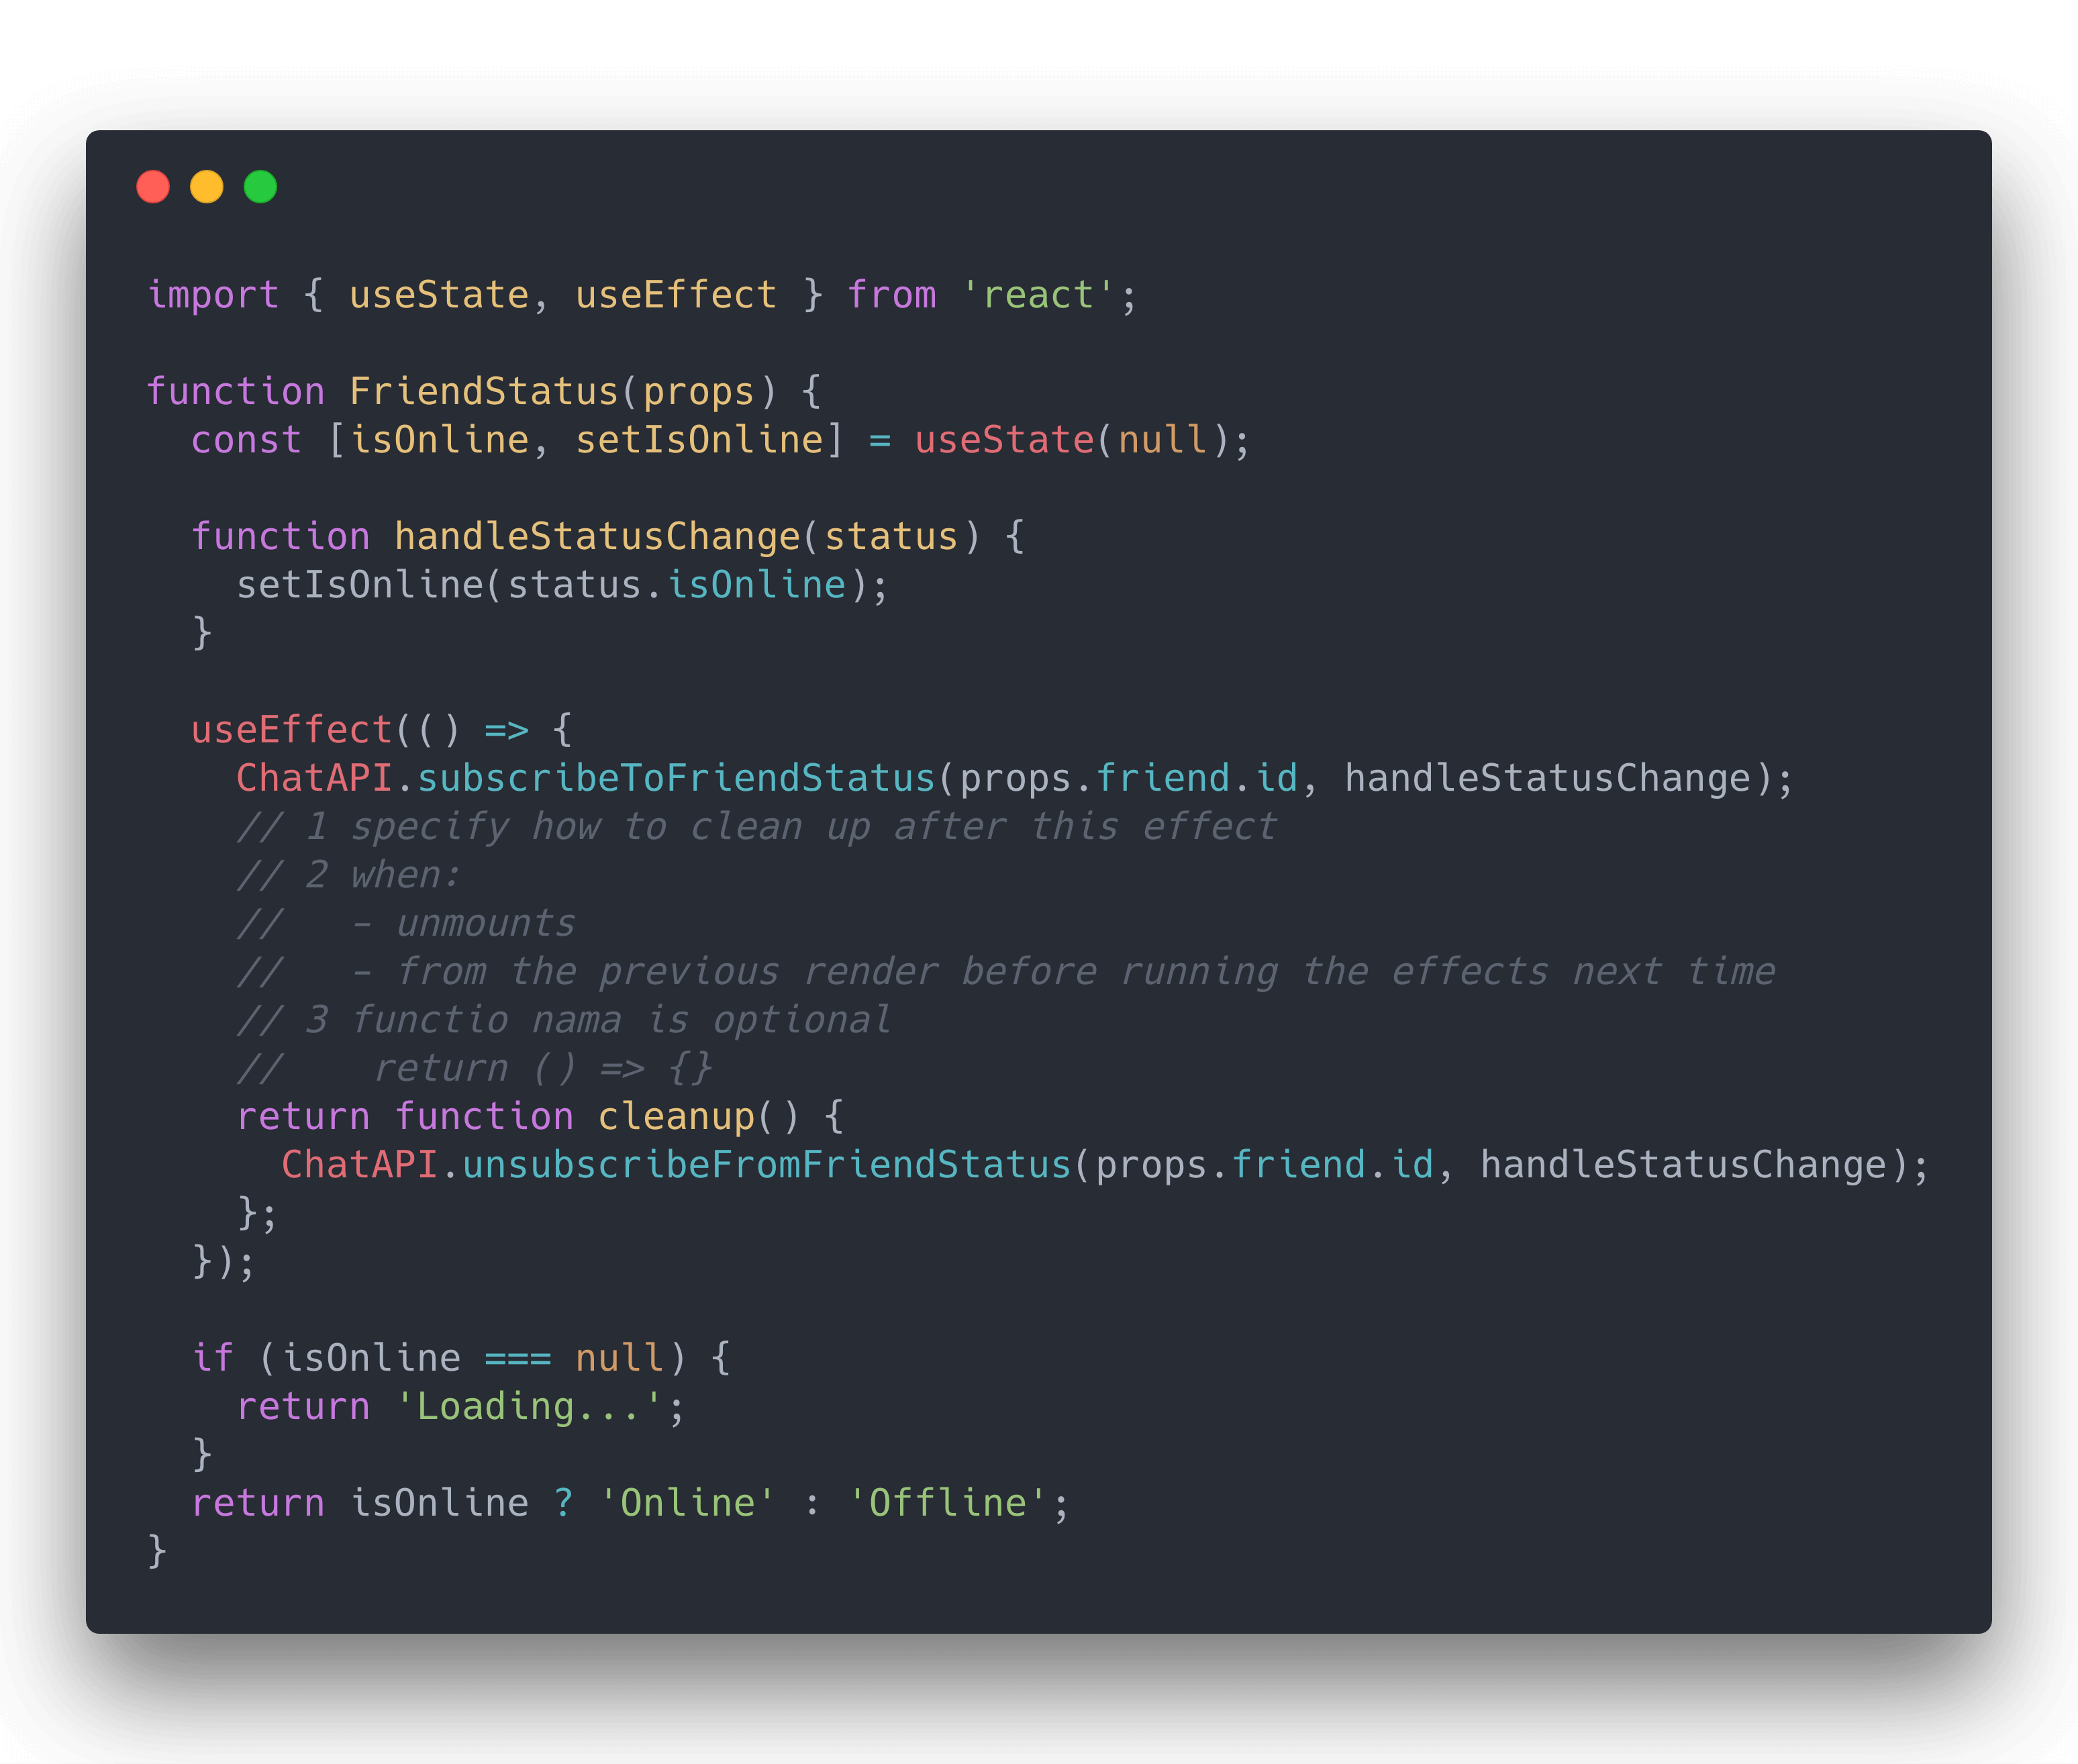 import { useState, useEffect } from 'react';

function FriendStatus(props) {
  const [isOnline, setIsOnline] = useState(null);

  function handleStatusChange(status) {
    setIsOnline(status.isOnline);
  }

  useEffect(() => {
    ChatAPI.subscribeToFriendStatus(props.friend.id, handleStatusChange);
    // 1 specify how to clean up after this effect
    // 2 when:
    //   - unmounts
    //   - from the previous render before running the effects next time
    // 3 functio nama is optional
    //    return () => {}
    return function cleanup() {
      ChatAPI.unsubscribeFromFriendStatus(props.friend.id, handleStatusChange);
    };
  });

  if (isOnline === null) {
    return 'Loading...';
  }
  return isOnline ? 'Online' : 'Offline';
}